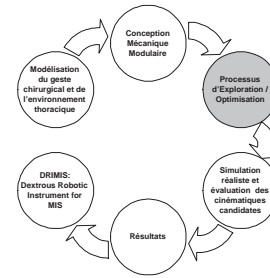 Conception
Mécanique
Modulaire
Processus
d'Exploration /
Optimisation
Simulation
réaliste et
évaluation des
cinématiques
candidates
Résultats
DRIMIS:
Dextrous Robotic
Instrument for
MIS
Modélisation
du geste
chirurgical et de
l'environnement
thoracique